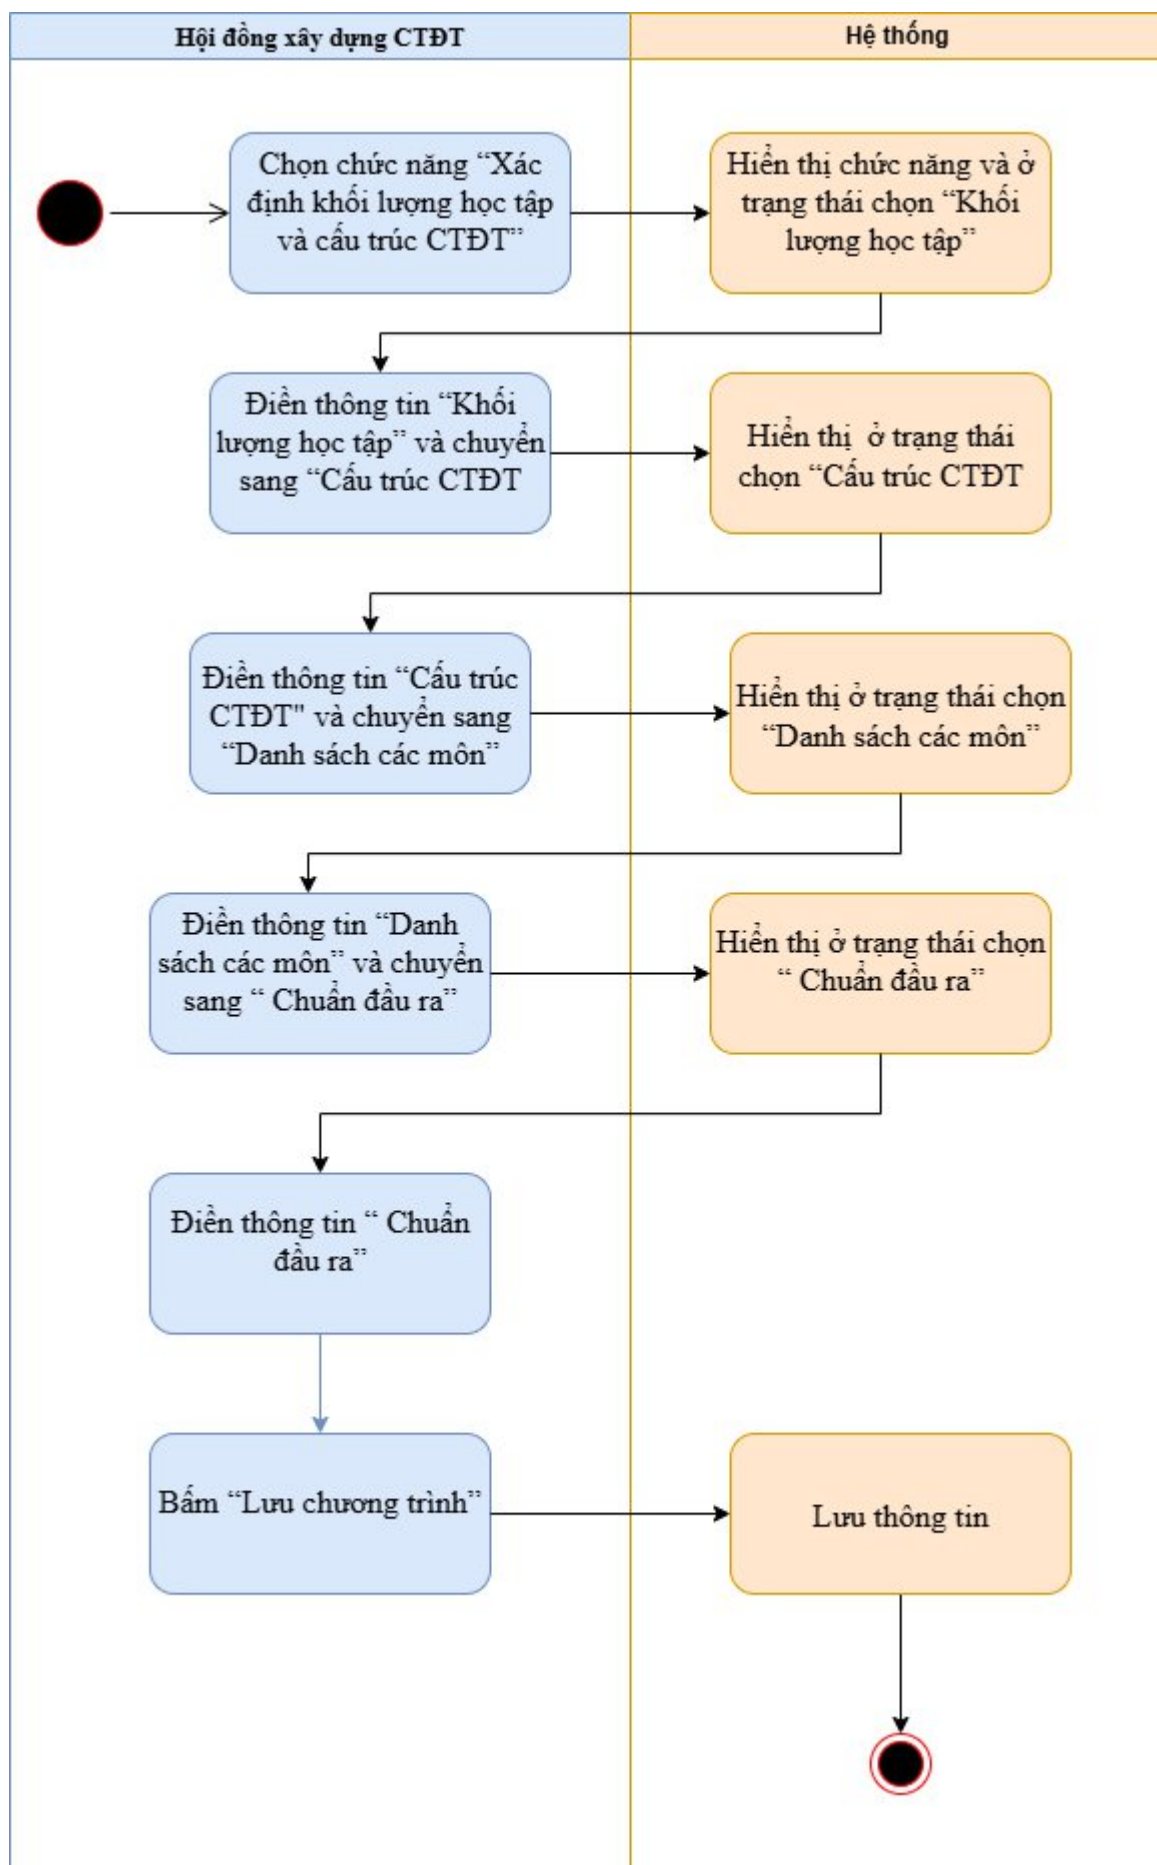 Hội đồng xây dựng CTĐT
Hệ thống
Chọn chức năng “Xác
định khối lượng học tập
và cấu trúc CTĐT”
Hiển thị chức năng và ở
trạng thái chọn “Khối
lượng học tập”
Điền thông tin “Khối
lượng học tập” và chuyển
sang “Cấu trúc CTĐT
Hiển thị ở trạng thái
chọn “Cấu trúc CTĐT
Điền thông tin “Cấu trúc
CTĐT" và chuyển sang
“Danh sách các môn”
Hiển thị ở trạng thái chọn
“Danh sách các môn”
Điền thông tin “Danh
sách các môn” và chuyển
sang “ Chuẩn đầu ra”
Hiển thị ở trạng thái chọn
“ Chuẩn đầu ra”
Điền thông tin “ Chuẩn
đầu ra”
Bấm “Lưu chương trình”
Lưu thông tin